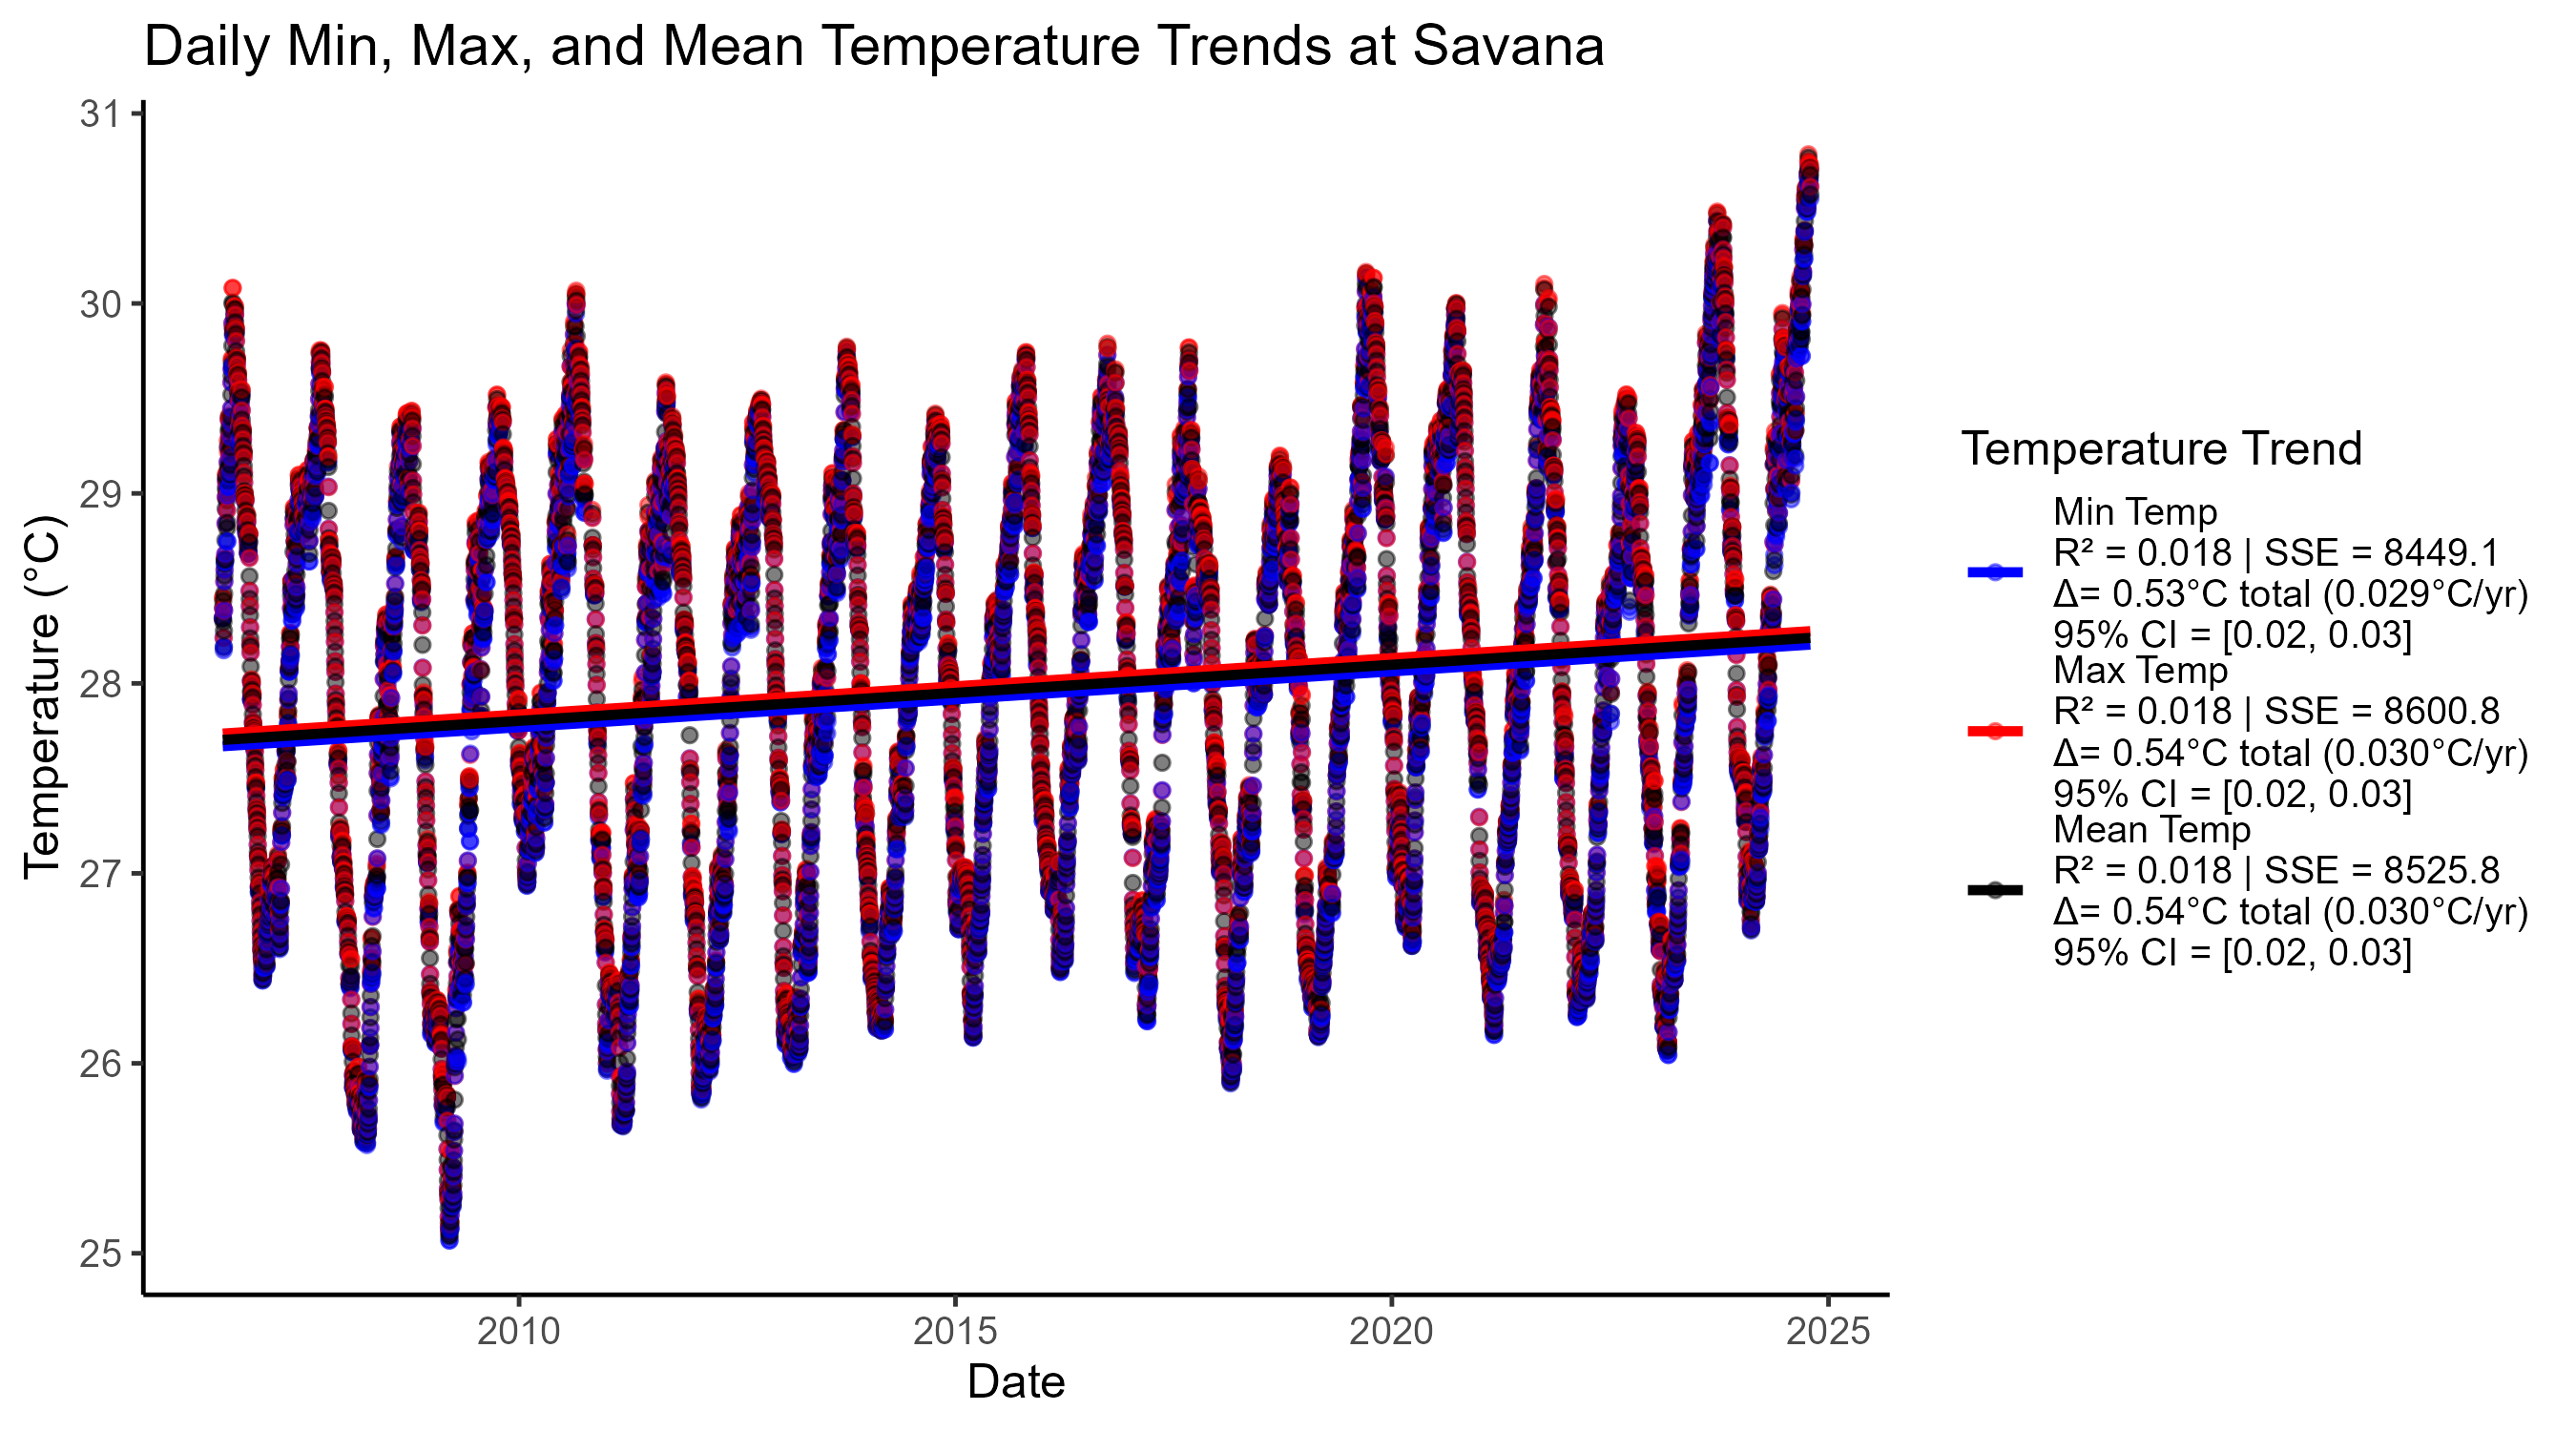 Daily Min, Max, and Mean Temperature Trends at Savana
31
30
29
28
27
26
25
Temperature (°C)
2010
2015
2020
2025
Date
Temperature Trend
Min Temp
R² = 0.018 | SSE = 8449.1
Δ= 0.53°C total (0.029°C/yr)
95% CI = [0.02, 0.03]
Max Temp
R² = 0.018 | SSE = 8600.8
Δ= 0.54°C total (0.030°C/yr)
95% CI = [0.02, 0.03]
Mean Temp
R² = 0.018 | SSE = 8525.8
Δ= 0.54°C total (0.030°C/yr)
95% CI = [0.02, 0.03]